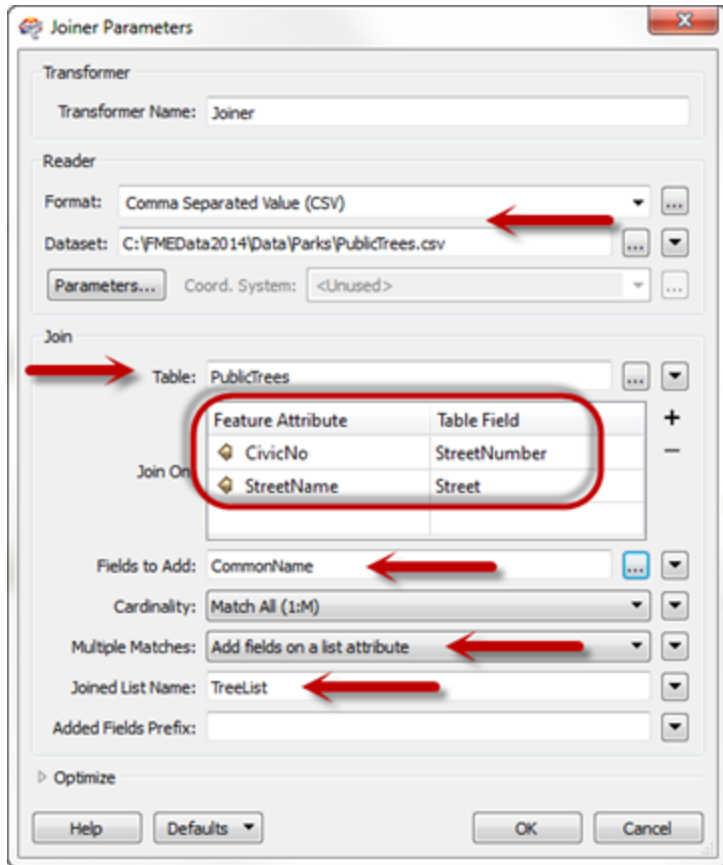 Joiner Parameters
Transformer
Transformer Name: Joiner
Reader
Format: Comma Separated Value (CSV) ...
Dataset: C:\FMEData2014\Data\Parks\PublicTrees.csv ...
Parameters... Coord. System: <Unused> ...
Join
Table: PublicTrees ...
Feature Attribute Table Field +
CivicNo StreetNumber −
Join On StreetName Street
Fields to Add: CommonName ...
Cardinality: Match All (1:M)
Multiple Matches: Add fields on a list attribute
Joined List Name: TreeList
Added Fields Prefix:
Optimize
Help Defaults OK Cancel